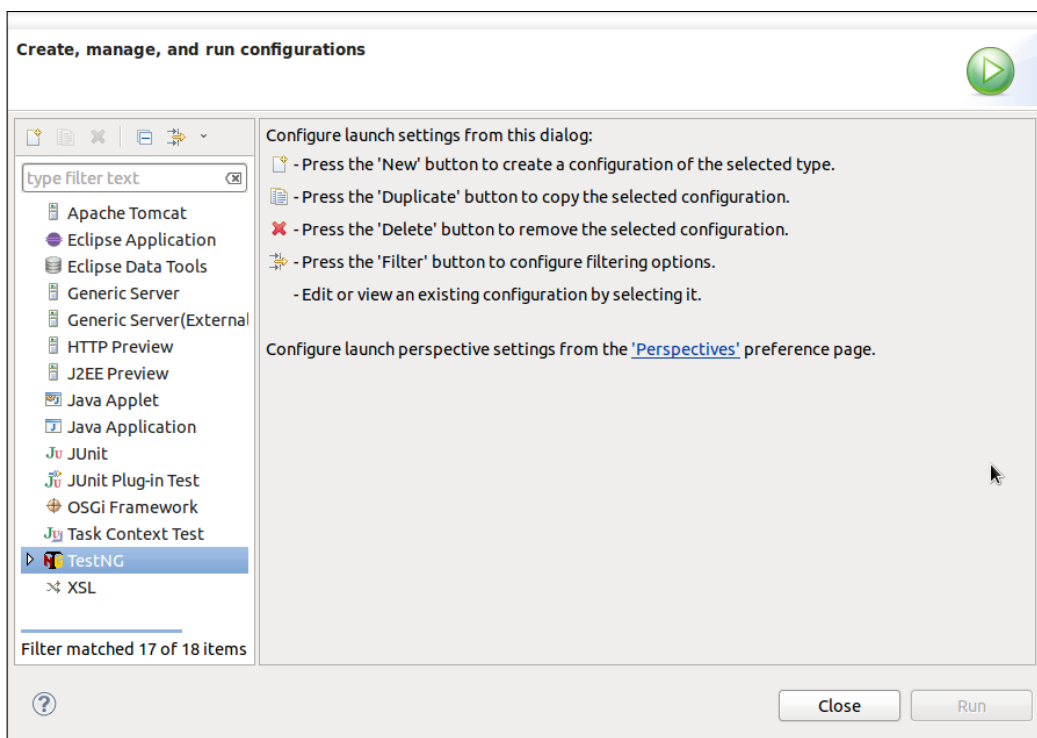 Create, manage, and run configurations
type filter text
Apache Tomcat
Eclipse Application
Eclipse Data Tools
Generic Server
Generic Server(External
HTTP Preview
J2EE Preview
Java Applet
Java Application
JUnit
JUnit Plug-in Test
OSGi Framework
Task Context Test
TestNG
XSL
Filter matched 17 of 18 items
Configure launch settings from this dialog:
- Press the 'New' button to create a configuration of the selected type.
- Press the 'Duplicate' button to copy the selected configuration.
- Press the 'Delete' button to remove the selected configuration.
- Press the 'Filter' button to configure filtering options.
- Edit or view an existing configuration by selecting it.
Configure launch perspective settings from the 'Perspectives' preference page.
Close
Run